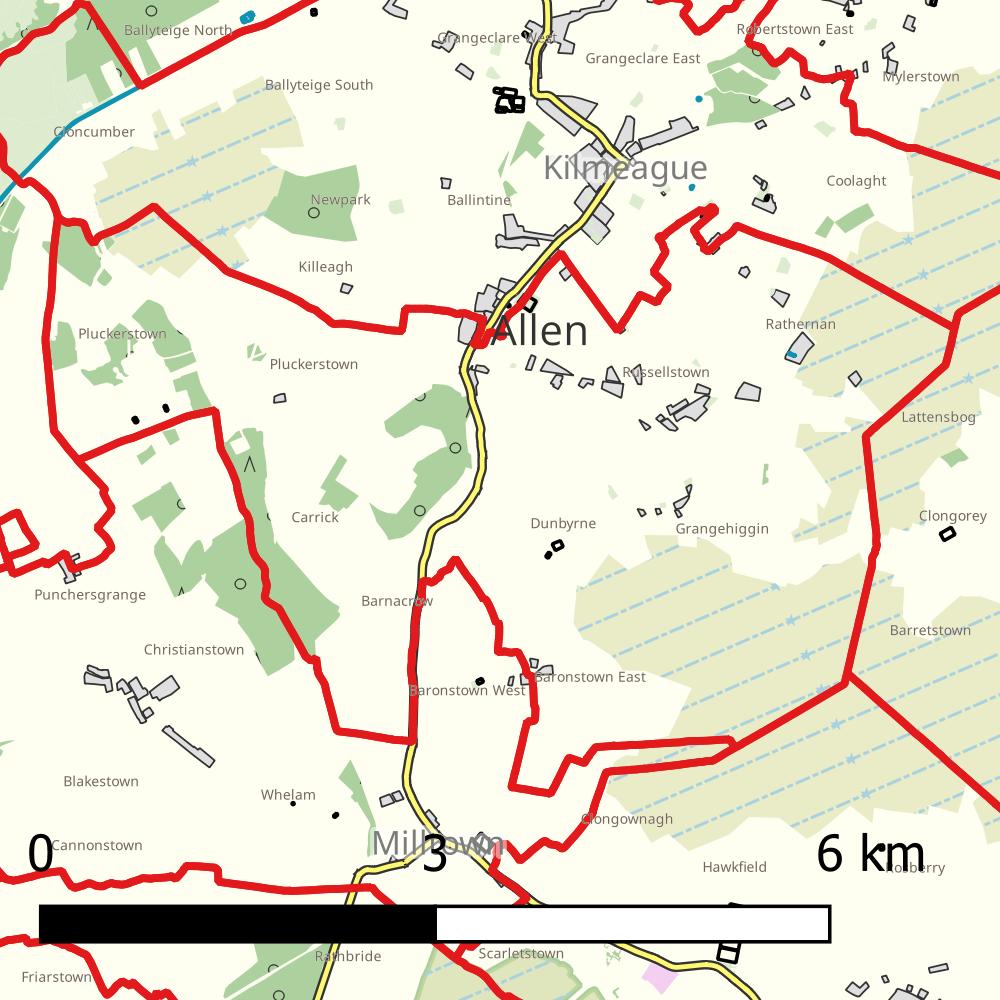 Ballyteige North
Grangeclare West
Robertstown East
Grangeclare East
Mylerstown
Ballyteige South
Cloncumber
Kilmeague
Coolaght
Newpark
Ballintine
Killeagh
Rathernan
Allen
Pluckerstown
Pluckerstown
Russellstown
Lattensbog
Carrick
Dunbyrne
Grangehiggin
Clongorey
Punchersgrange
Barnacrow
Barretstown
Christianstown
Baronstown West
Baronstown East
Blakestown
Whelam
Clongownagh
Cannonstown
Milltown
Hawkfield
Rosberry
0
3
6 km
Rathbride
Scarletstown
Friarstown